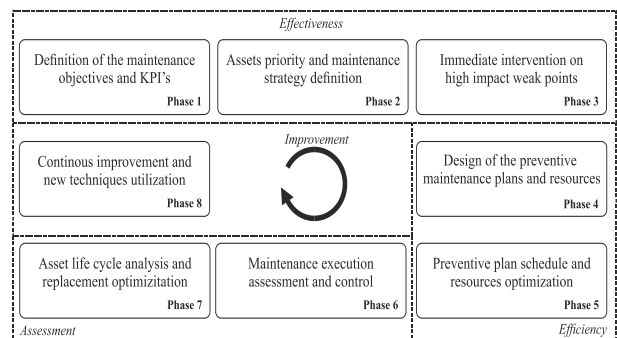 Effectiveness
Definition of the maintenance
objectives and KPI's
Phase 1
Assets priority and maintenance
strategy definition
Phase 2
Immediate intervention on
high impact weak points
Phase 3
Improvement
Continous improvement and
new techniques utilization
Phase 8
Design of the preventive
maintenance plans and resources
Phase 4
Asset life cycle analysis and
replacement optimizitation
Phase 7
Maintenance execution
assessment and control
Phase 6
Preventive plan schedule and
resources optimization
Phase 5
Assessment
Efficiency